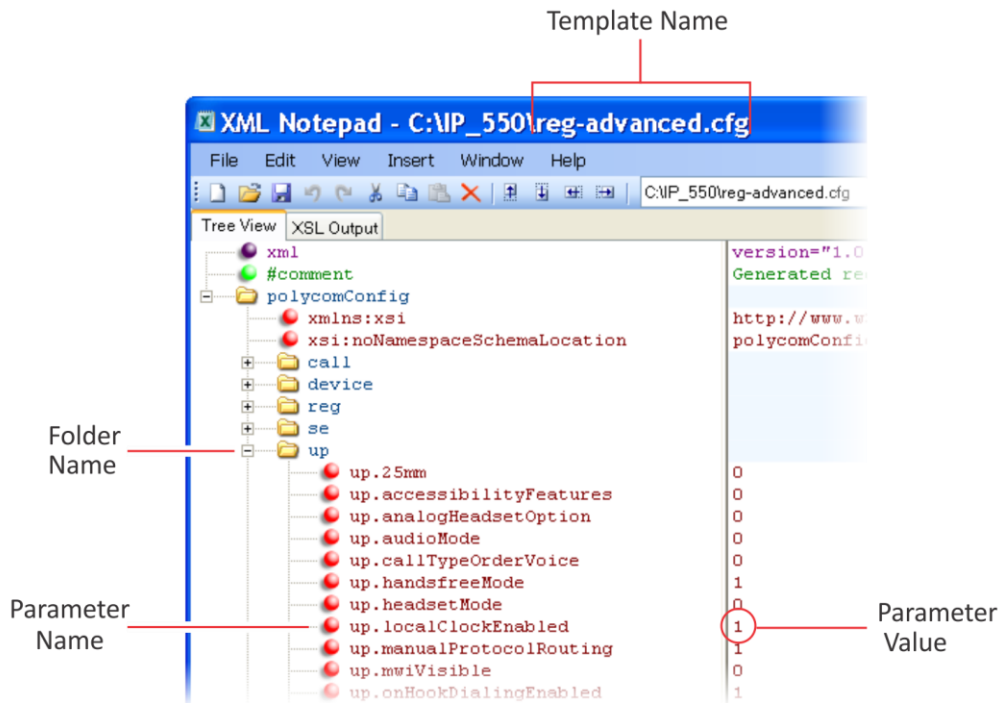 Template Name
XML Notepad - C:\IP_550\reg-advanced.cfg
File Edit View Insert Window Help
C:\IP_550\reg-advanced.cfg
Tree View XSL Output
xml version="1.0
#comment Generated re
polycomConfig
xmlns:xsi http://www.w
xsi:noNamespaceSchemaLocation polycomConfi
call
device
reg
se
Folder
Name
up
up.25mm 0
up.accessibilityFeatures 0
up.analogHeadsetOption 0
up.audioMode 0
up.callTypeOrderVoice 0
up.handsfreeMode 1
up.headsetMode 0
Parameter
Name
up.localClockEnabled 1
Parameter
Value
up.manualProtocolRouting 1
up.mwiVisible 0
up.onHookDialingEnabled 1